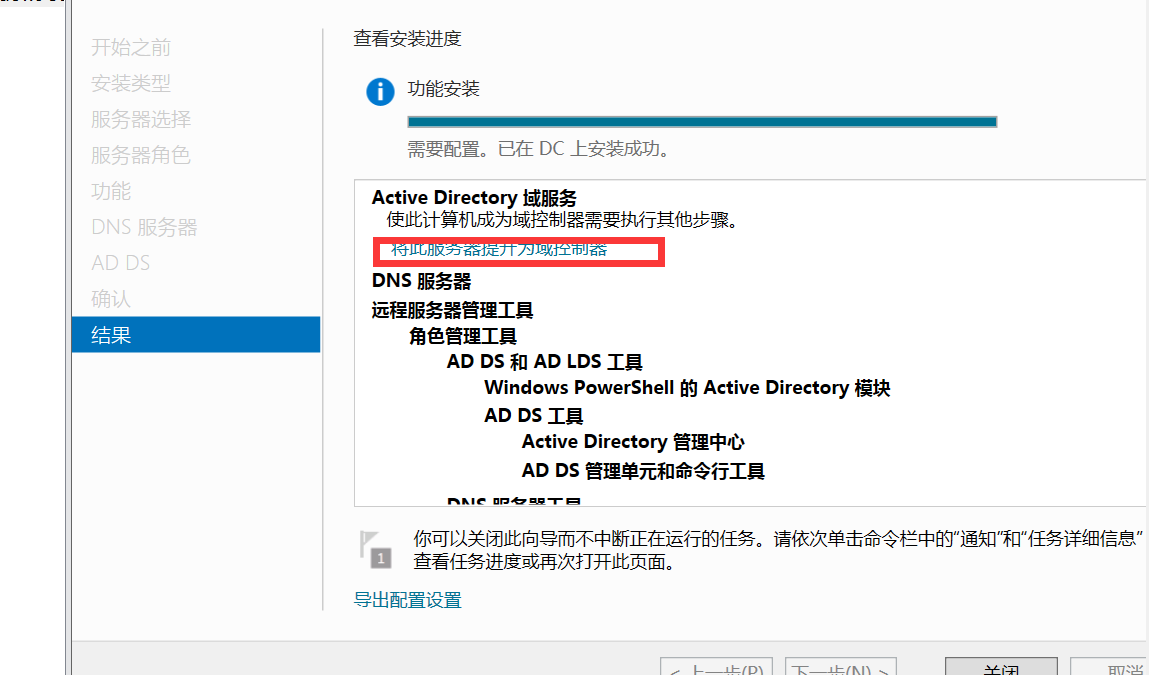 开始之前
安装类型
服务器选择
服务器角色
功能
DNS 服务器
AD DS
确认
结果
查看安装进度
功能安装
需要配置。已在 DC 上安装成功。
Active Directory 域服务
使此计算机成为域控制器需要执行其他步骤。
将此服务器提升为域控制器
DNS 服务器
远程服务器管理工具
角色管理工具
AD DS 和 AD LDS 工具
Windows PowerShell 的 Active Directory 模块
AD DS 工具
Active Directory 管理中心
AD DS 管理单元和命令行工具
DNS 服务器工具
1
你可以关闭此向导而不中断正在运行的任务。请依次单击命令栏中的“通知”和“任务详细信息”
查看任务进度或再次打开此页面。
导出配置设置
< 上一步(P)
下一步(N) >
关闭
取消